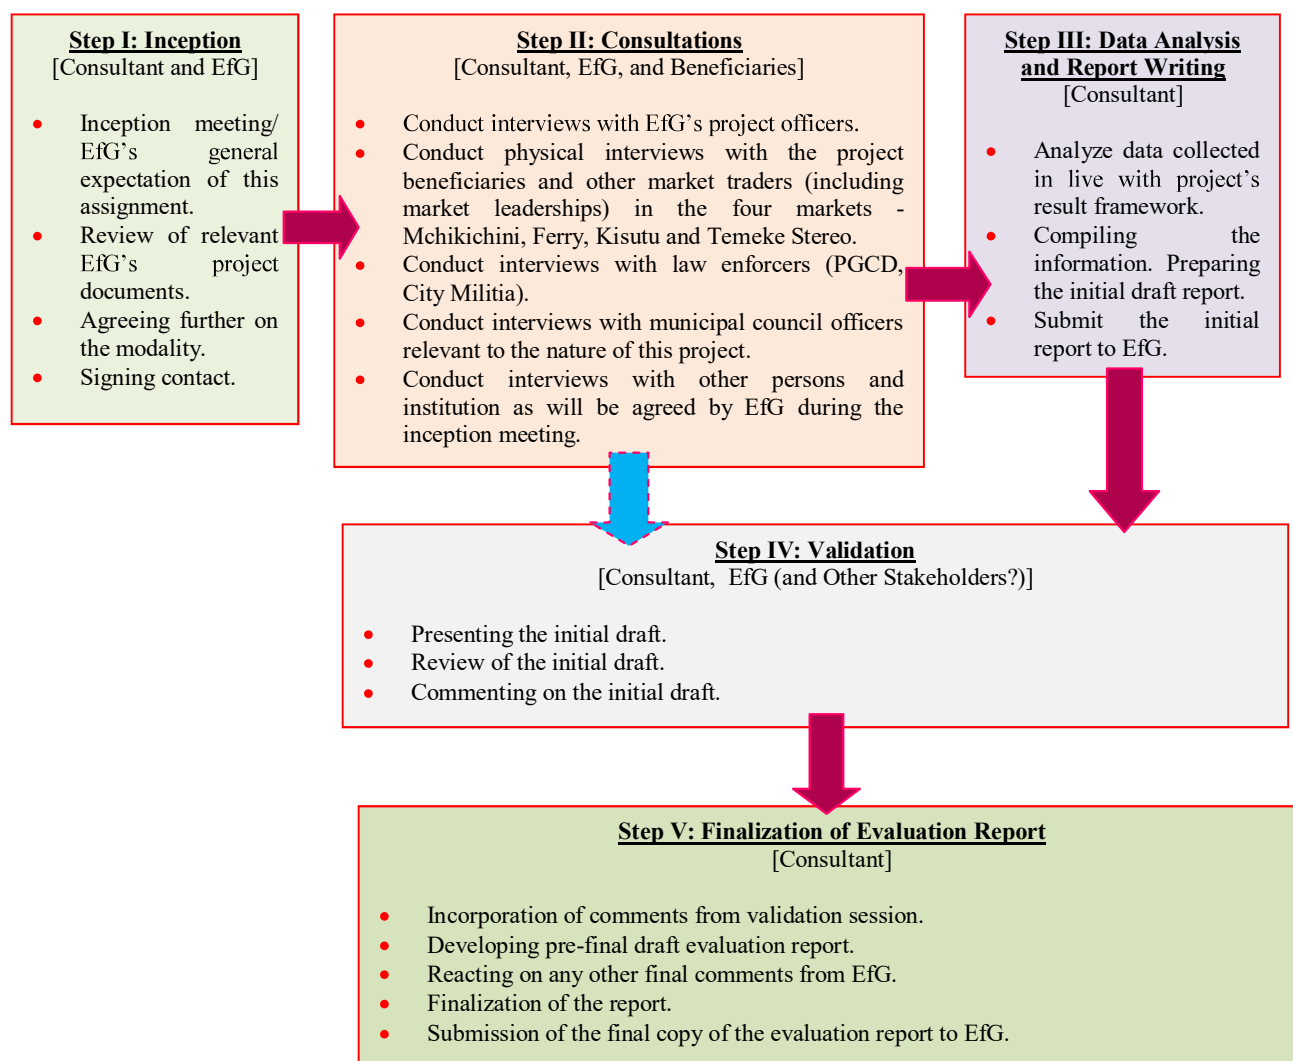 Step I: Inception
[Consultant and EfG]
• Inception meeting/
EfG's general
expectation of this
assignment.
• Review of relevant
EfG's project
documents.
• Agreeing further on
the modality.
• Signing contact.
Step II: Consultations
[Consultant, EfG, and Beneficiaries]
• Conduct interviews with EfG's project officers.
• Conduct physical interviews with the project
beneficiaries and other market traders (including
market leaderships) in the four markets -
Mchikichini, Ferry, Kisutu and Temeke Stereo.
• Conduct interviews with law enforcers (PGCD,
City Militia).
• Conduct interviews with municipal council officers
relevant to the nature of this project.
• Conduct interviews with other persons and
institution as will be agreed by EfG during the
inception meeting.
Step III: Data Analysis
and Report Writing
[Consultant]
• Analyze data collected
in live with project's
result framework.
• Compiling the
information. Preparing
the initial draft report.
• Submit the initial
report to EfG.
Step IV: Validation
[Consultant, EfG (and Other Stakeholders?)]
• Presenting the initial draft.
• Review of the initial draft.
• Commenting on the initial draft.
Step V: Finalization of Evaluation Report
[Consultant]
• Incorporation of comments from validation session.
• Developing pre-final draft evaluation report.
• Reacting on any other final comments from EfG.
• Finalization of the report.
• Submission of the final copy of the evaluation report to EfG.